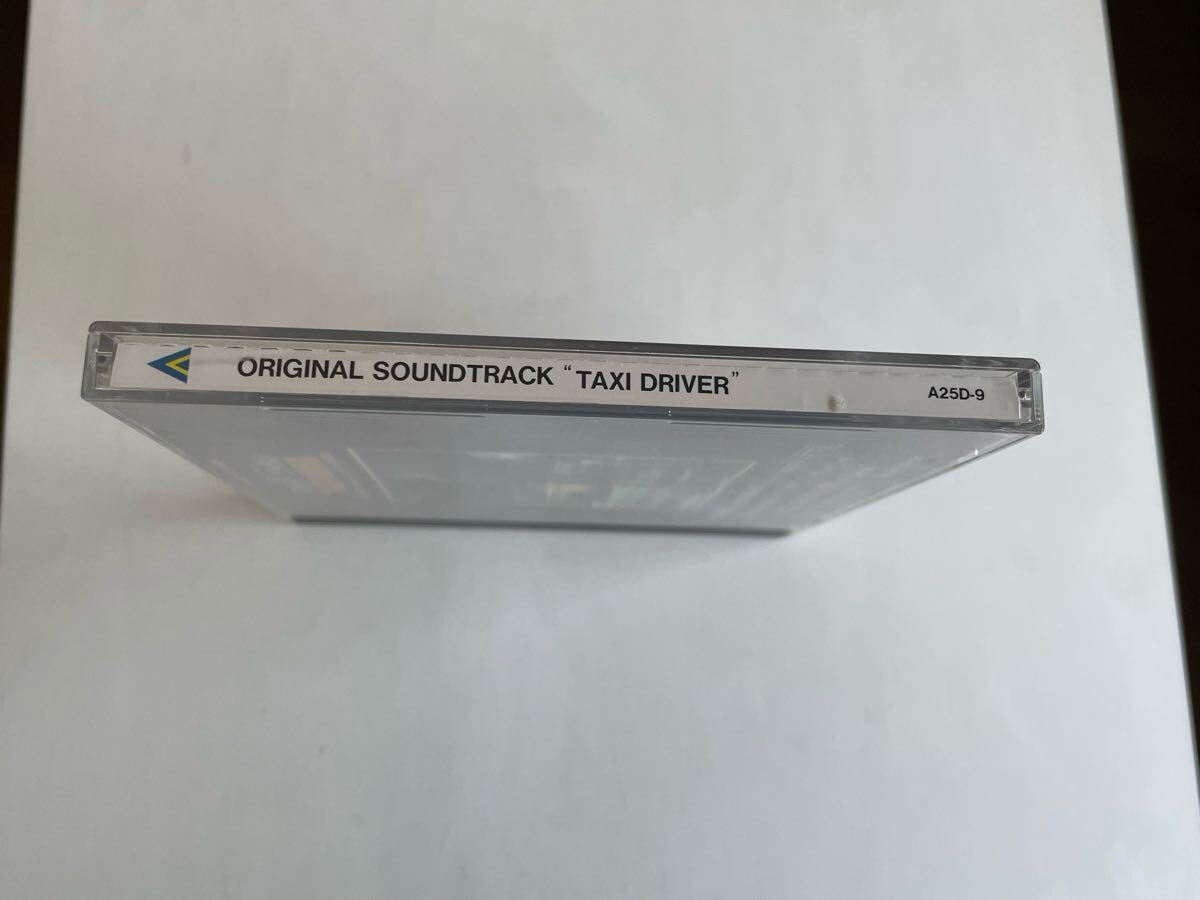 ORIGINAL SOUNDTRACK “TAXI DRIVER” A25D-9